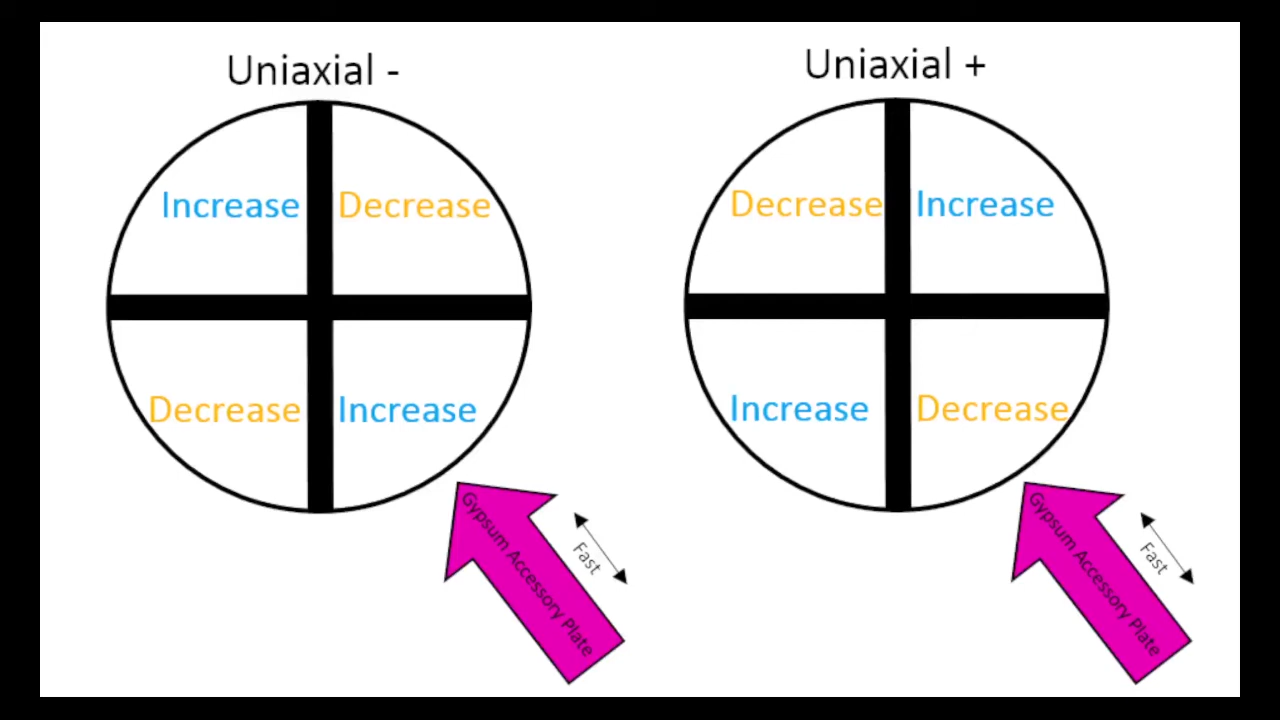 Uniaxial -
Increase
Decrease
Decrease
Increase
Gypsum Accessory Plate
Fast
Uniaxial +
Decrease
Increase
Increase
Decrease
Gypsum Accessory Plate
Fast